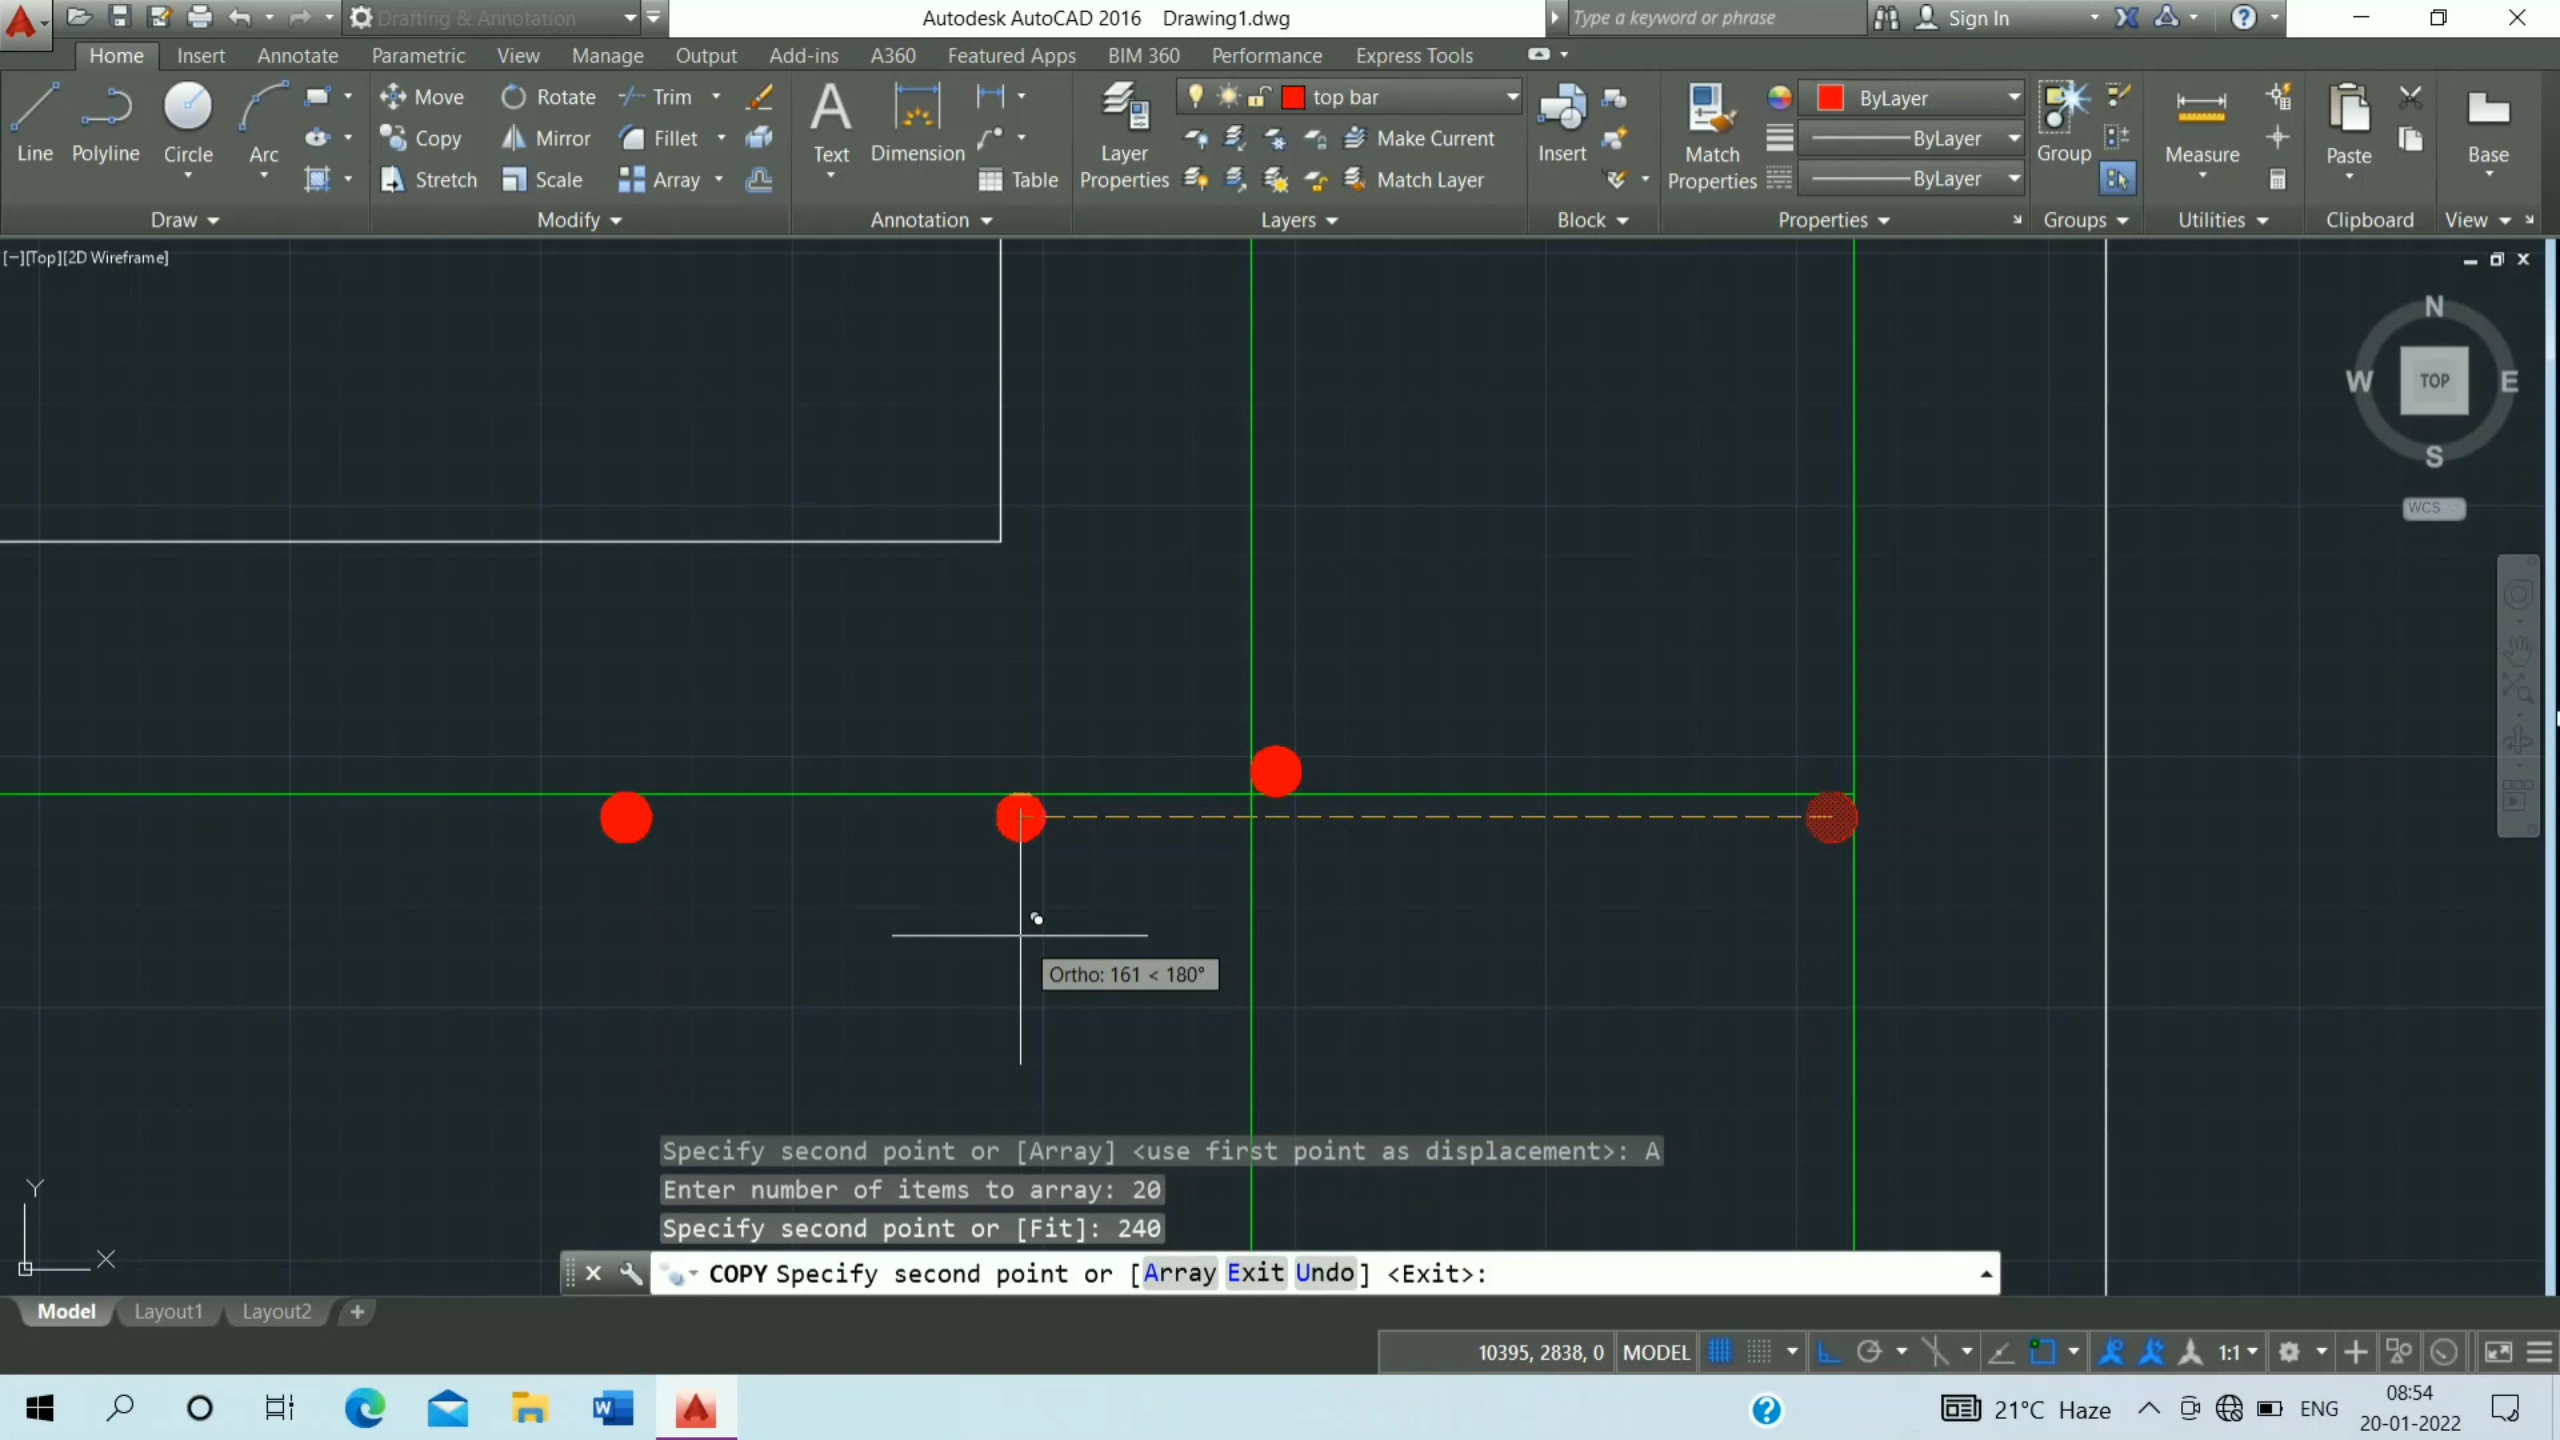 Drafting & Annotation
Autodesk AutoCAD 2016 Drawing1.dwg
Type a keyword or phrase
Sign In
Home Insert Annotate Parametric View Manage Output Add-ins A360 Featured Apps BIM 360 Performance Express Tools
Line Polyline Circle Arc
Move Rotate Trim
Copy Mirror Fillet
Stretch Scale Array
Text Dimension Table
Layer Properties
top bar
Make Current
Match Layer
Insert
Match Properties
ByLayer
ByLayer
ByLayer
Group
Measure
Paste
Base
Draw Modify Annotation Layers Block Properties Groups Utilities Clipboard View
[−][Top][2D Wireframe]
N
W TOP E
S
WCS
Ortho: 161 < 180°
Specify second point or [Array] <use first point as displacement>: A
Enter number of items to array: 20
Specify second point or [Fit]: 240
COPY Specify second point or [Array Exit Undo] <Exit>:
Y
X
Model Layout1 Layout2 +
10395, 2838, 0 MODEL 1:1
21°C Haze ENG
08:54
20-01-2022